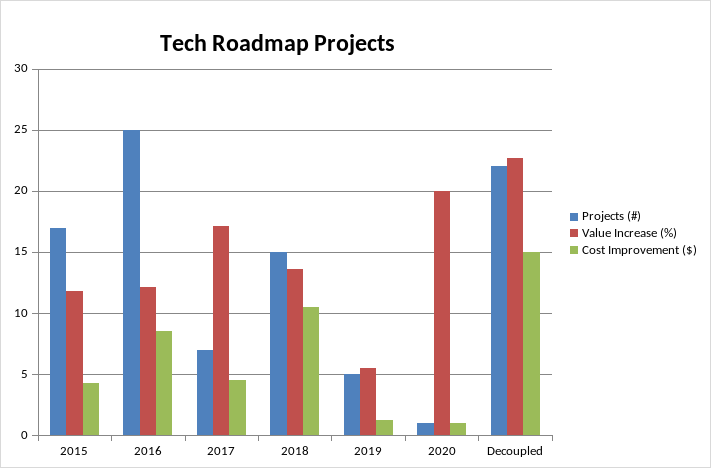 Tech Roadmap Projects
30
25
20
15
10
5
0
2015 2016 2017 2018 2019 2020 Decoupled
Projects (#)
Value Increase (%)
Cost Improvement ($)